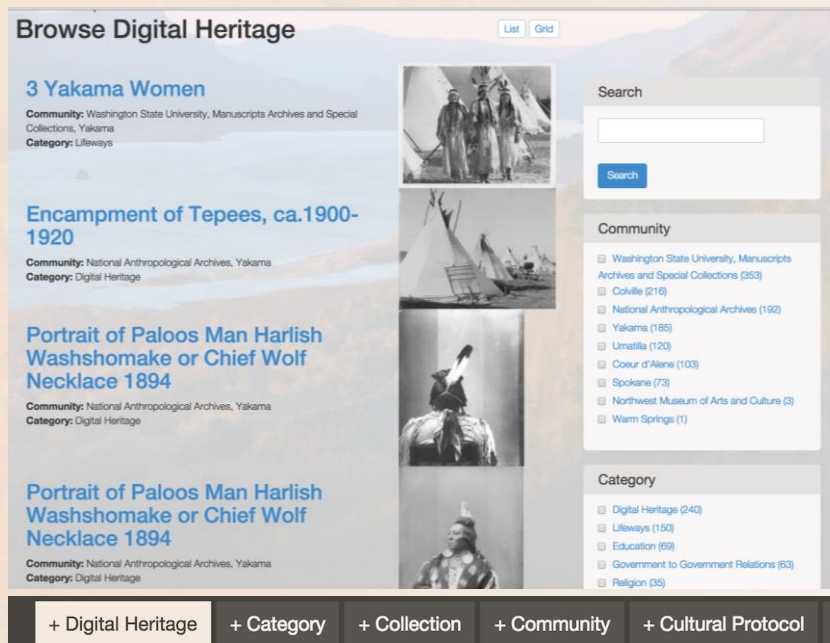 Browse Digital Heritage
List
Grid
3 Yakama Women
Community: Washington State University, Manuscripts Archives and Special
Collections, Yakama
Category: Lifeways
Encampment of Tepees, ca.1900-
1920
Community: National Anthropological Archives, Yakama
Category: Digital Heritage
Portrait of Paloos Man Harlish
Washshomake or Chief Wolf
Necklace 1894
Community: National Anthropological Archives, Yakama
Category: Digital Heritage
Portrait of Paloos Man Harlish
Washshomake or Chief Wolf
Necklace 1894
Community: National Anthropological Archives, Yakama
Category: Digital Heritage
Search
Search
Community
Washington State University, Manuscripts
Archives and Special Collections (353)
Colville (216)
National Anthropological Archives (192)
Yakama (185)
Umatilla (120)
Coeur d'Alene (103)
Spokane (73)
Northwest Museum of Arts and Culture (3)
Warm Springs (1)
Category
Digital Heritage (240)
Lifeways (150)
Education (69)
Government to Government Relations (63)
Religion (35)
+ Digital Heritage
+ Category
+ Collection
+ Community
+ Cultural Protocol